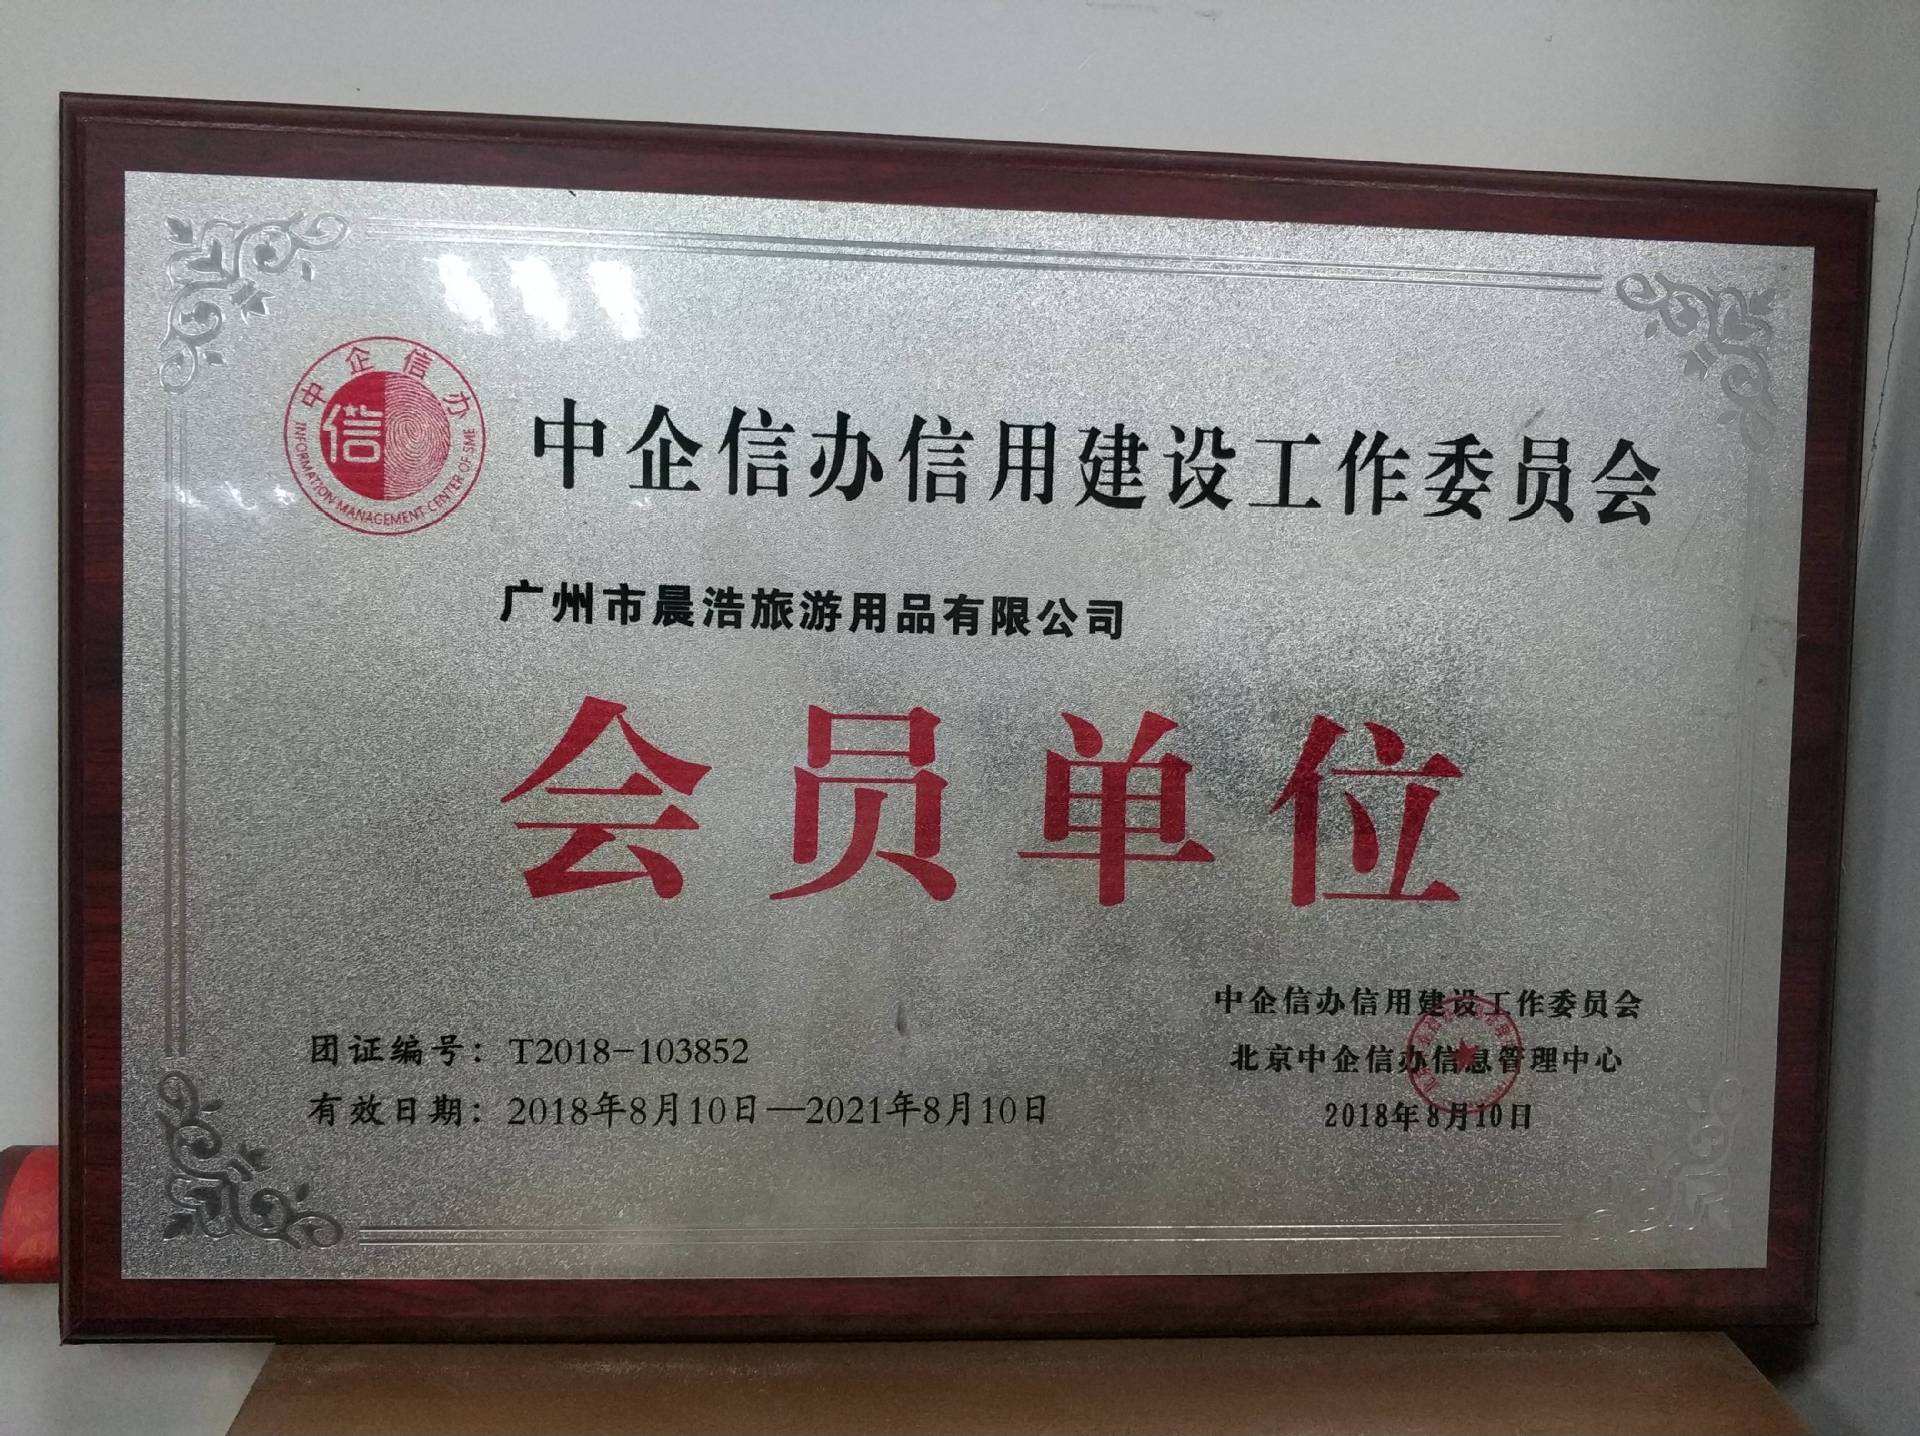 中企信办
信
INFORMATION MANAGEMENT CENTER OF SME
中企信办信用建设工作委员会
广州市晨浩旅游用品有限公司
会员单位
团证编号：T2018-103852
有效日期：2018年8月10日—2021年8月10日
中企信办信用建设工作委员会
北京中企信办信息管理中心
2018年8月10日